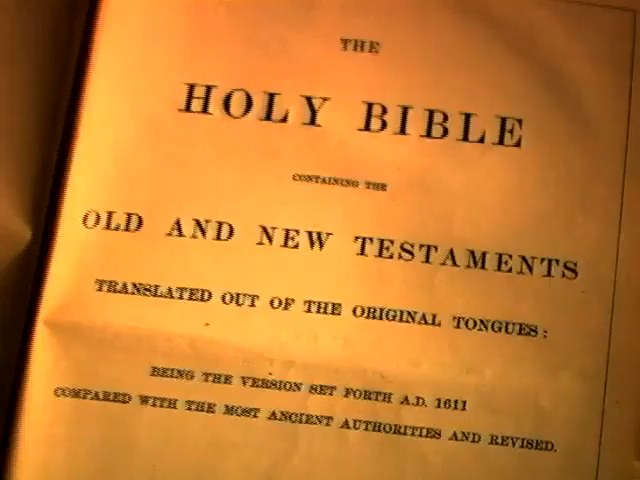 THE
HOLY BIBLE
CONTAINING THE
OLD AND NEW TESTAMENTS
TRANSLATED OUT OF THE ORIGINAL TONGUES:
BEING THE VERSION SET FORTH A.D. 1611
COMPARED WITH THE MOST ANCIENT AUTHORITIES AND REVISED.